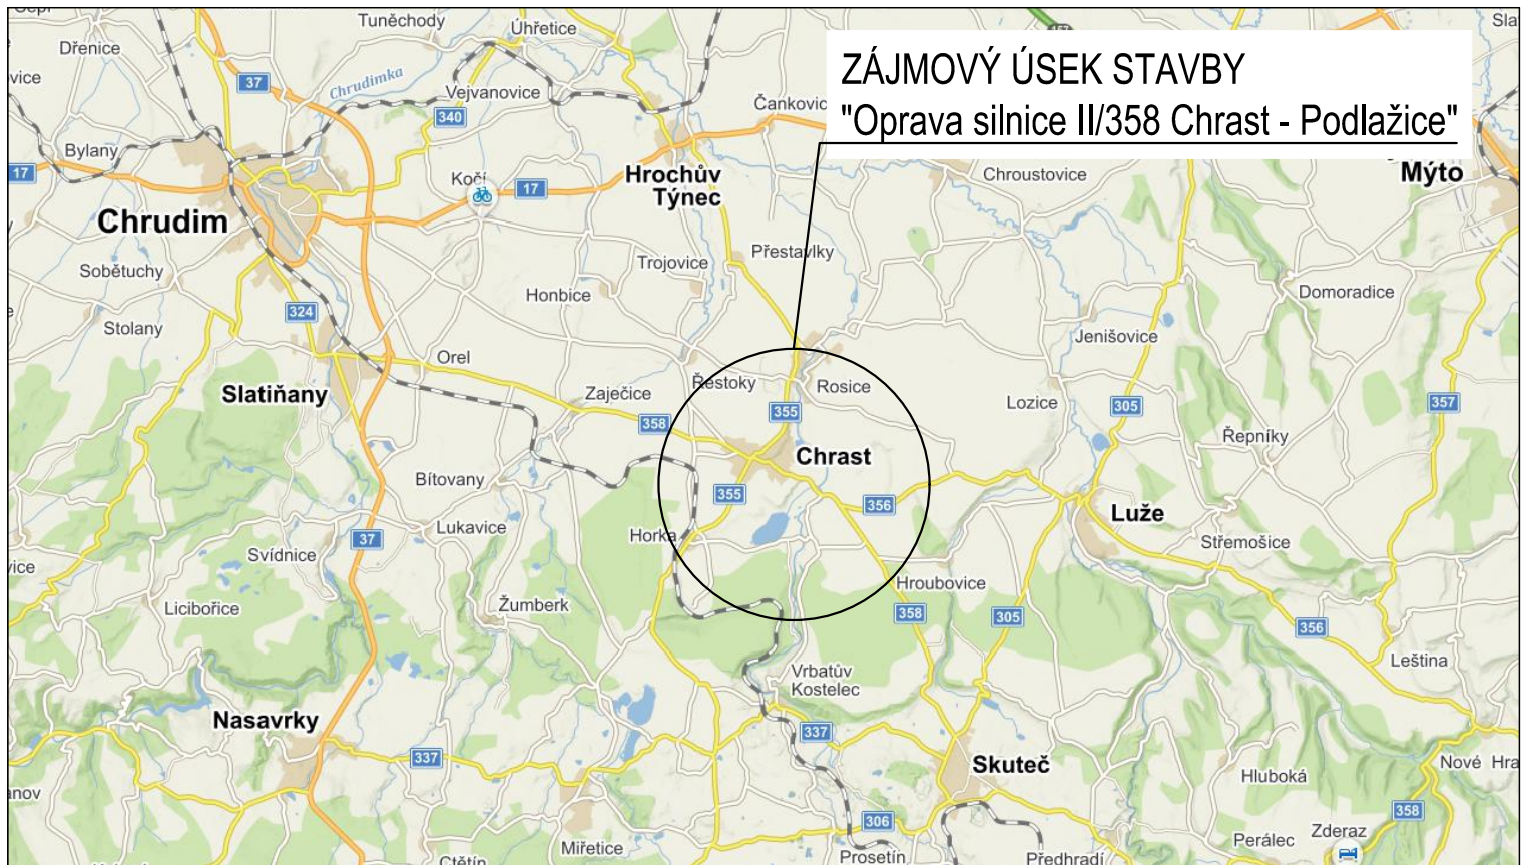 Tuněchody
Úhřetice
Dřenice
ZÁJMOVÝ ÚSEK STAVBY
"Oprava silnice II/358 Chrast - Podlažice"
37
Chrudimka
Vejvanovice
Čankovic
340
Bylany
17
Kočí
17
Hrochův
Týnec
Chroustovice
Mýto
Chrudim
Sobětuchy
Trojovice
Přestavlky
Honbice
Domoradice
324
Stolany
Jenišovice
Orel
Slatiňany
Zaječice
Řestoky
Rosice
Lozice
305
357
355
358
Řepníky
Chrast
Bítovany
355
356
Luže
Lukavice
Horka
37
Svídnice
Střemošice
Hroubovice
Licibořice
Žumberk
358
305
356
Leština
Vrbatův
Kostelec
Nasavrky
337
337
Skuteč
Nové Hra
Hluboká
358
306
Zderaz
Perálec
Miřetice
Prosetín
Předhradí
Ctětín